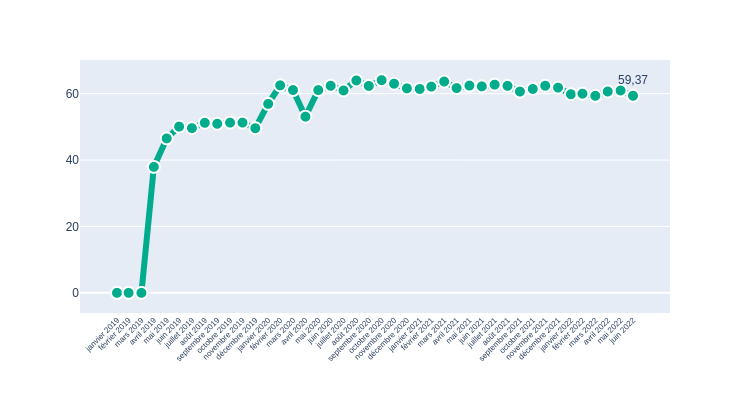 59,37
60
40
20
0
janvier 2019
février 2019
mars 2019
avril 2019
mai 2019
juin 2019
juillet 2019
août 2019
septembre 2019
octobre 2019
novembre 2019
décembre 2019
janvier 2020
février 2020
mars 2020
avril 2020
mai 2020
juin 2020
juillet 2020
août 2020
septembre 2020
octobre 2020
novembre 2020
décembre 2020
janvier 2021
février 2021
mars 2021
avril 2021
mai 2021
juin 2021
juillet 2021
août 2021
septembre 2021
octobre 2021
novembre 2021
décembre 2021
janvier 2022
février 2022
mars 2022
avril 2022
mai 2022
juin 2022